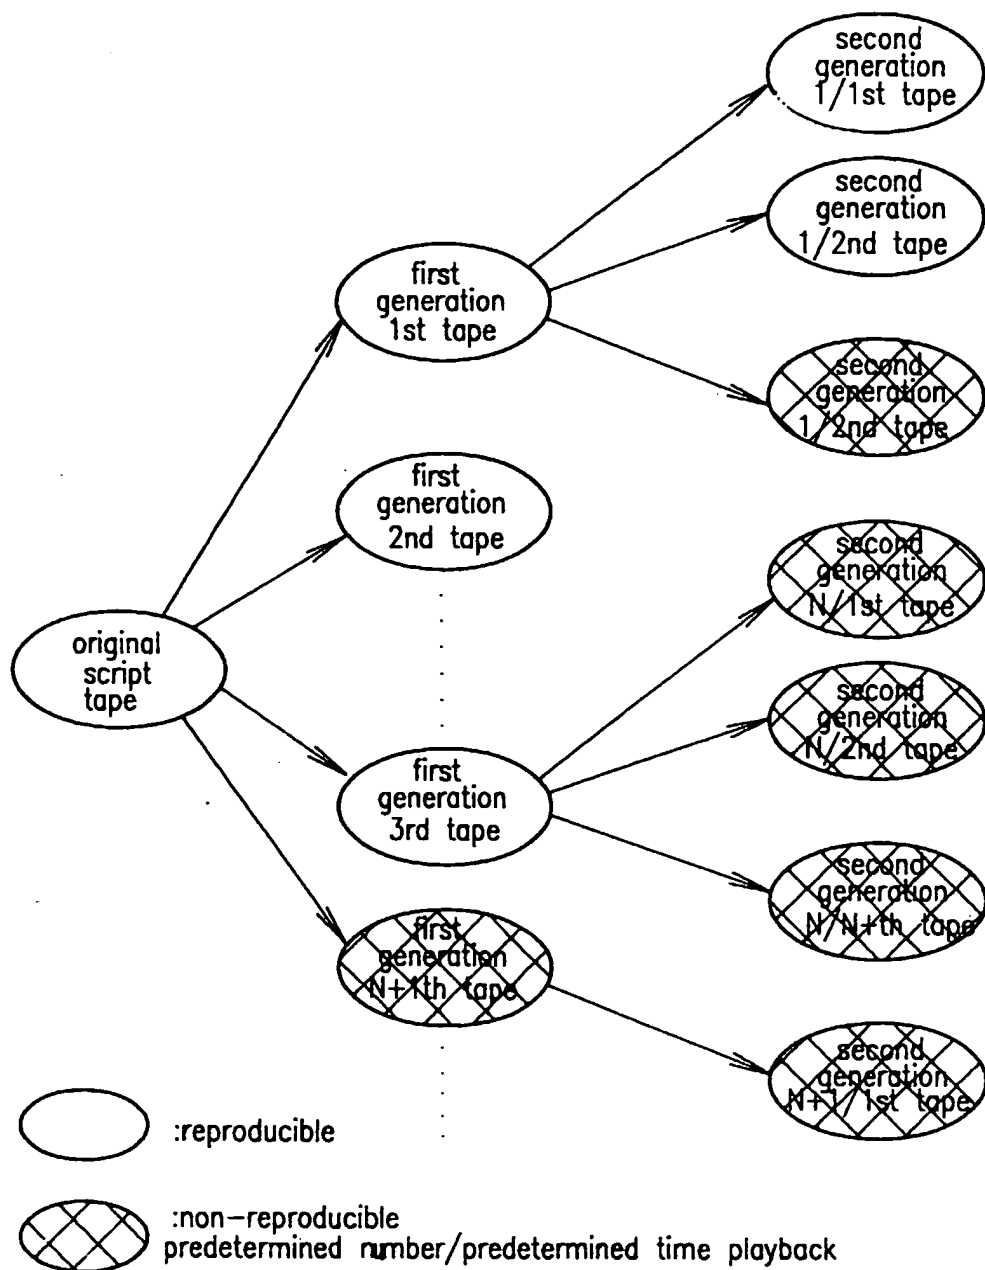 original
script
tape
first
generation
1st tape
first
generation
2nd tape
first
generation
3rd tape
first
generation
N+1th tape
second
generation
1/1st tape
second
generation
1/2nd tape
second
generation
1/2nd tape
second
generation
N/1st tape
second
generation
N/2nd tape
second
generation
N/N+th tape
second
generation
N+1/1st tape
:reproducible
:non-reproducible
predetermined number/predetermined time playback